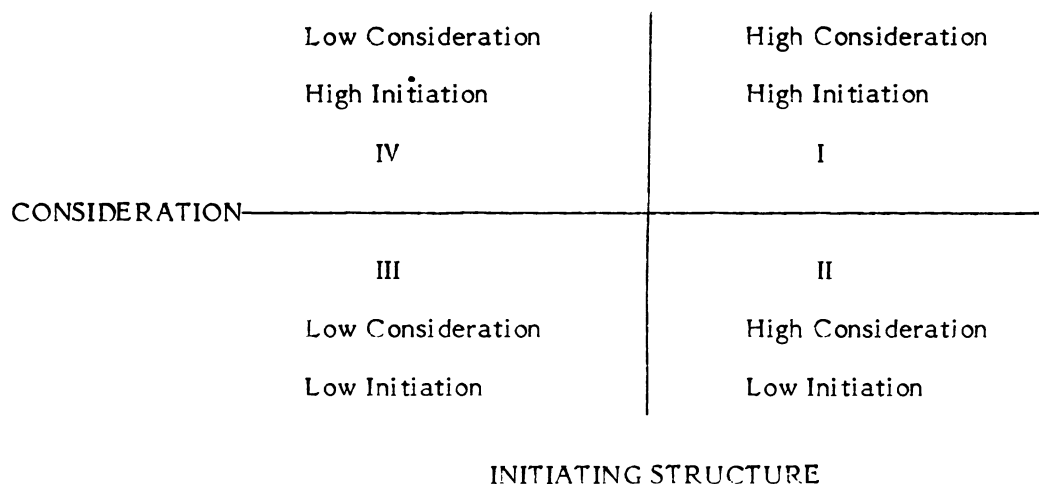 Low Consideration High Consideration
High Initiation High Initiation
IV I
CONSIDERATION
III II
Low Consideration High Consideration
Low Initiation Low Initiation
INITIATING STRUCTURE